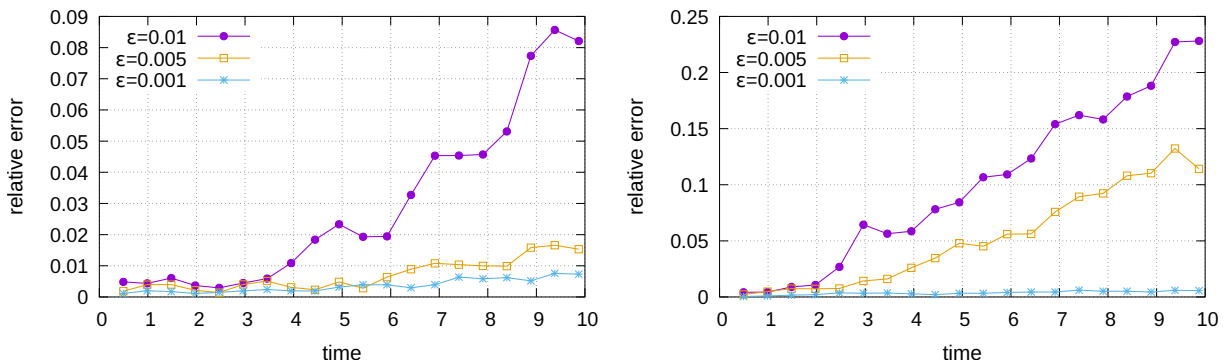 0.09
0.08
0.07
0.06
0.05
0.04
0.03
0.02
0.01
0
relative error
ε=0.01
ε=0.005
ε=0.001
0 1 2 3 4 5 6 7 8 9 10
time
0.25
0.2
0.15
0.1
0.05
0
relative error
ε=0.01
ε=0.005
ε=0.001
0 1 2 3 4 5 6 7 8 9 10
time